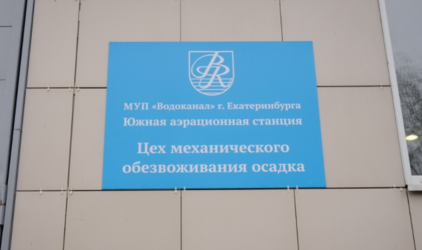 МУП «Водоканал» г. Екатеринбурга
Южная аэрационная станция
Цех механического
обезвоживания осадка